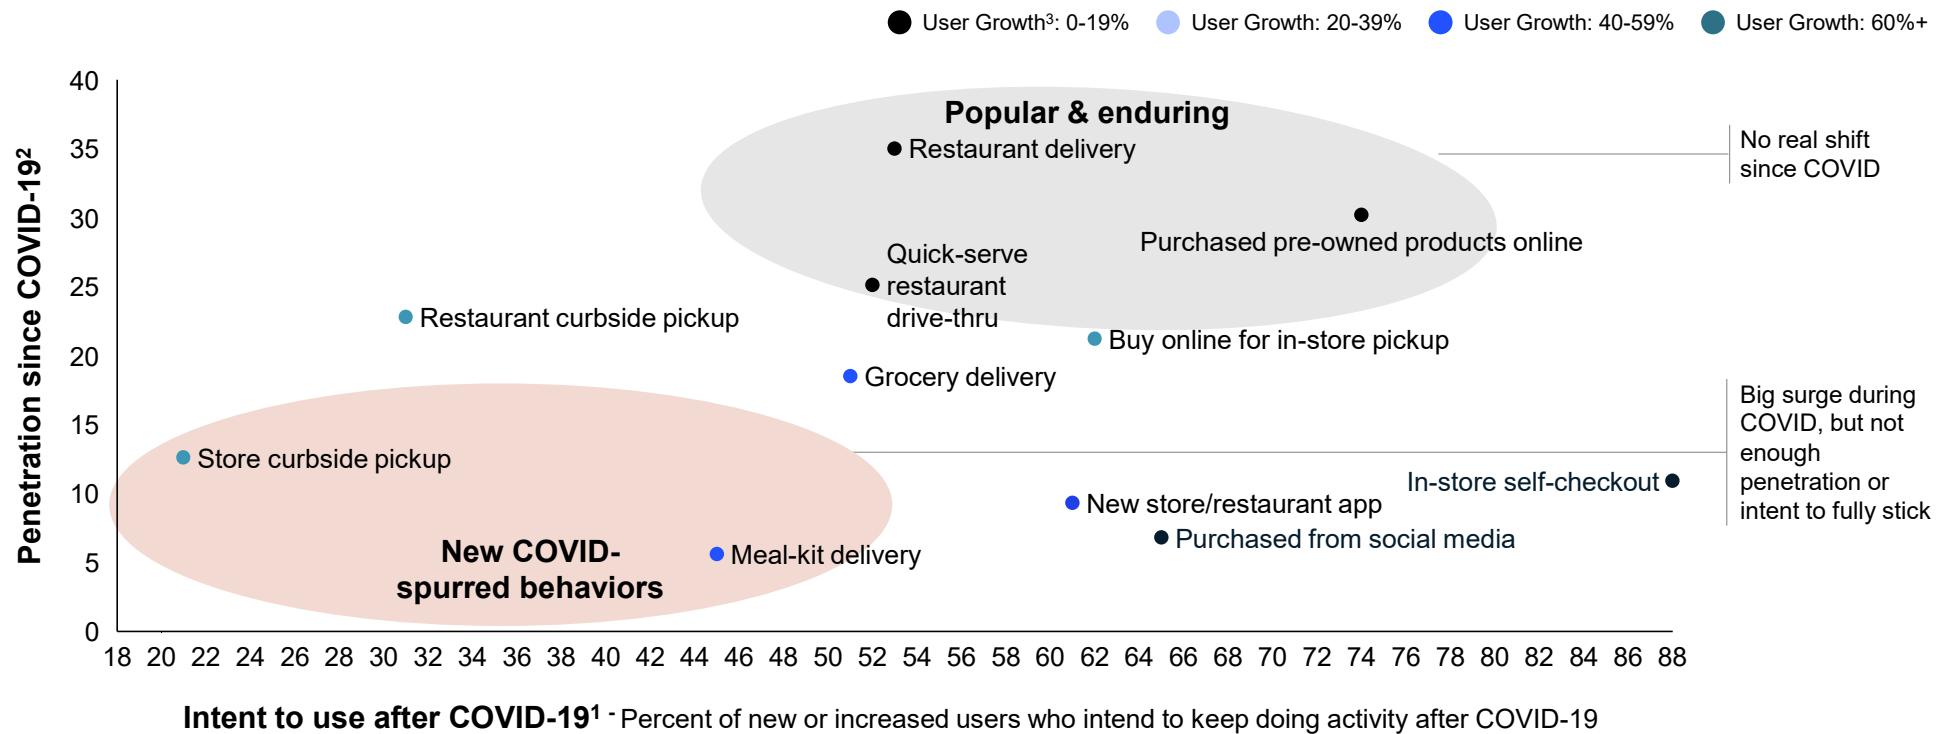 User Growth³: 0-19%
User Growth: 20-39%
User Growth: 40-59%
User Growth: 60%+
Penetration since COVID-19²
40
35
30
25
20
15
10
5
0
Popular & enduring
Restaurant delivery
Purchased pre-owned products online
Quick-serve
restaurant
drive-thru
Restaurant curbside pickup
Buy online for in-store pickup
Grocery delivery
Store curbside pickup
In-store self-checkout
New store/restaurant app
Purchased from social media
New COVID-
spurred behaviors
Meal-kit delivery
No real shift
since COVID
Big surge during
COVID, but not
enough
penetration or
intent to fully stick
18 20 22 24 26 28 30 32 34 36 38 40 42 44 46 48 50 52 54 56 58 60 62 64 66 68 70 72 74 76 78 80 82 84 86 88
Intent to use after COVID-19¹ - Percent of new or increased users who intend to keep doing activity after COVID-19